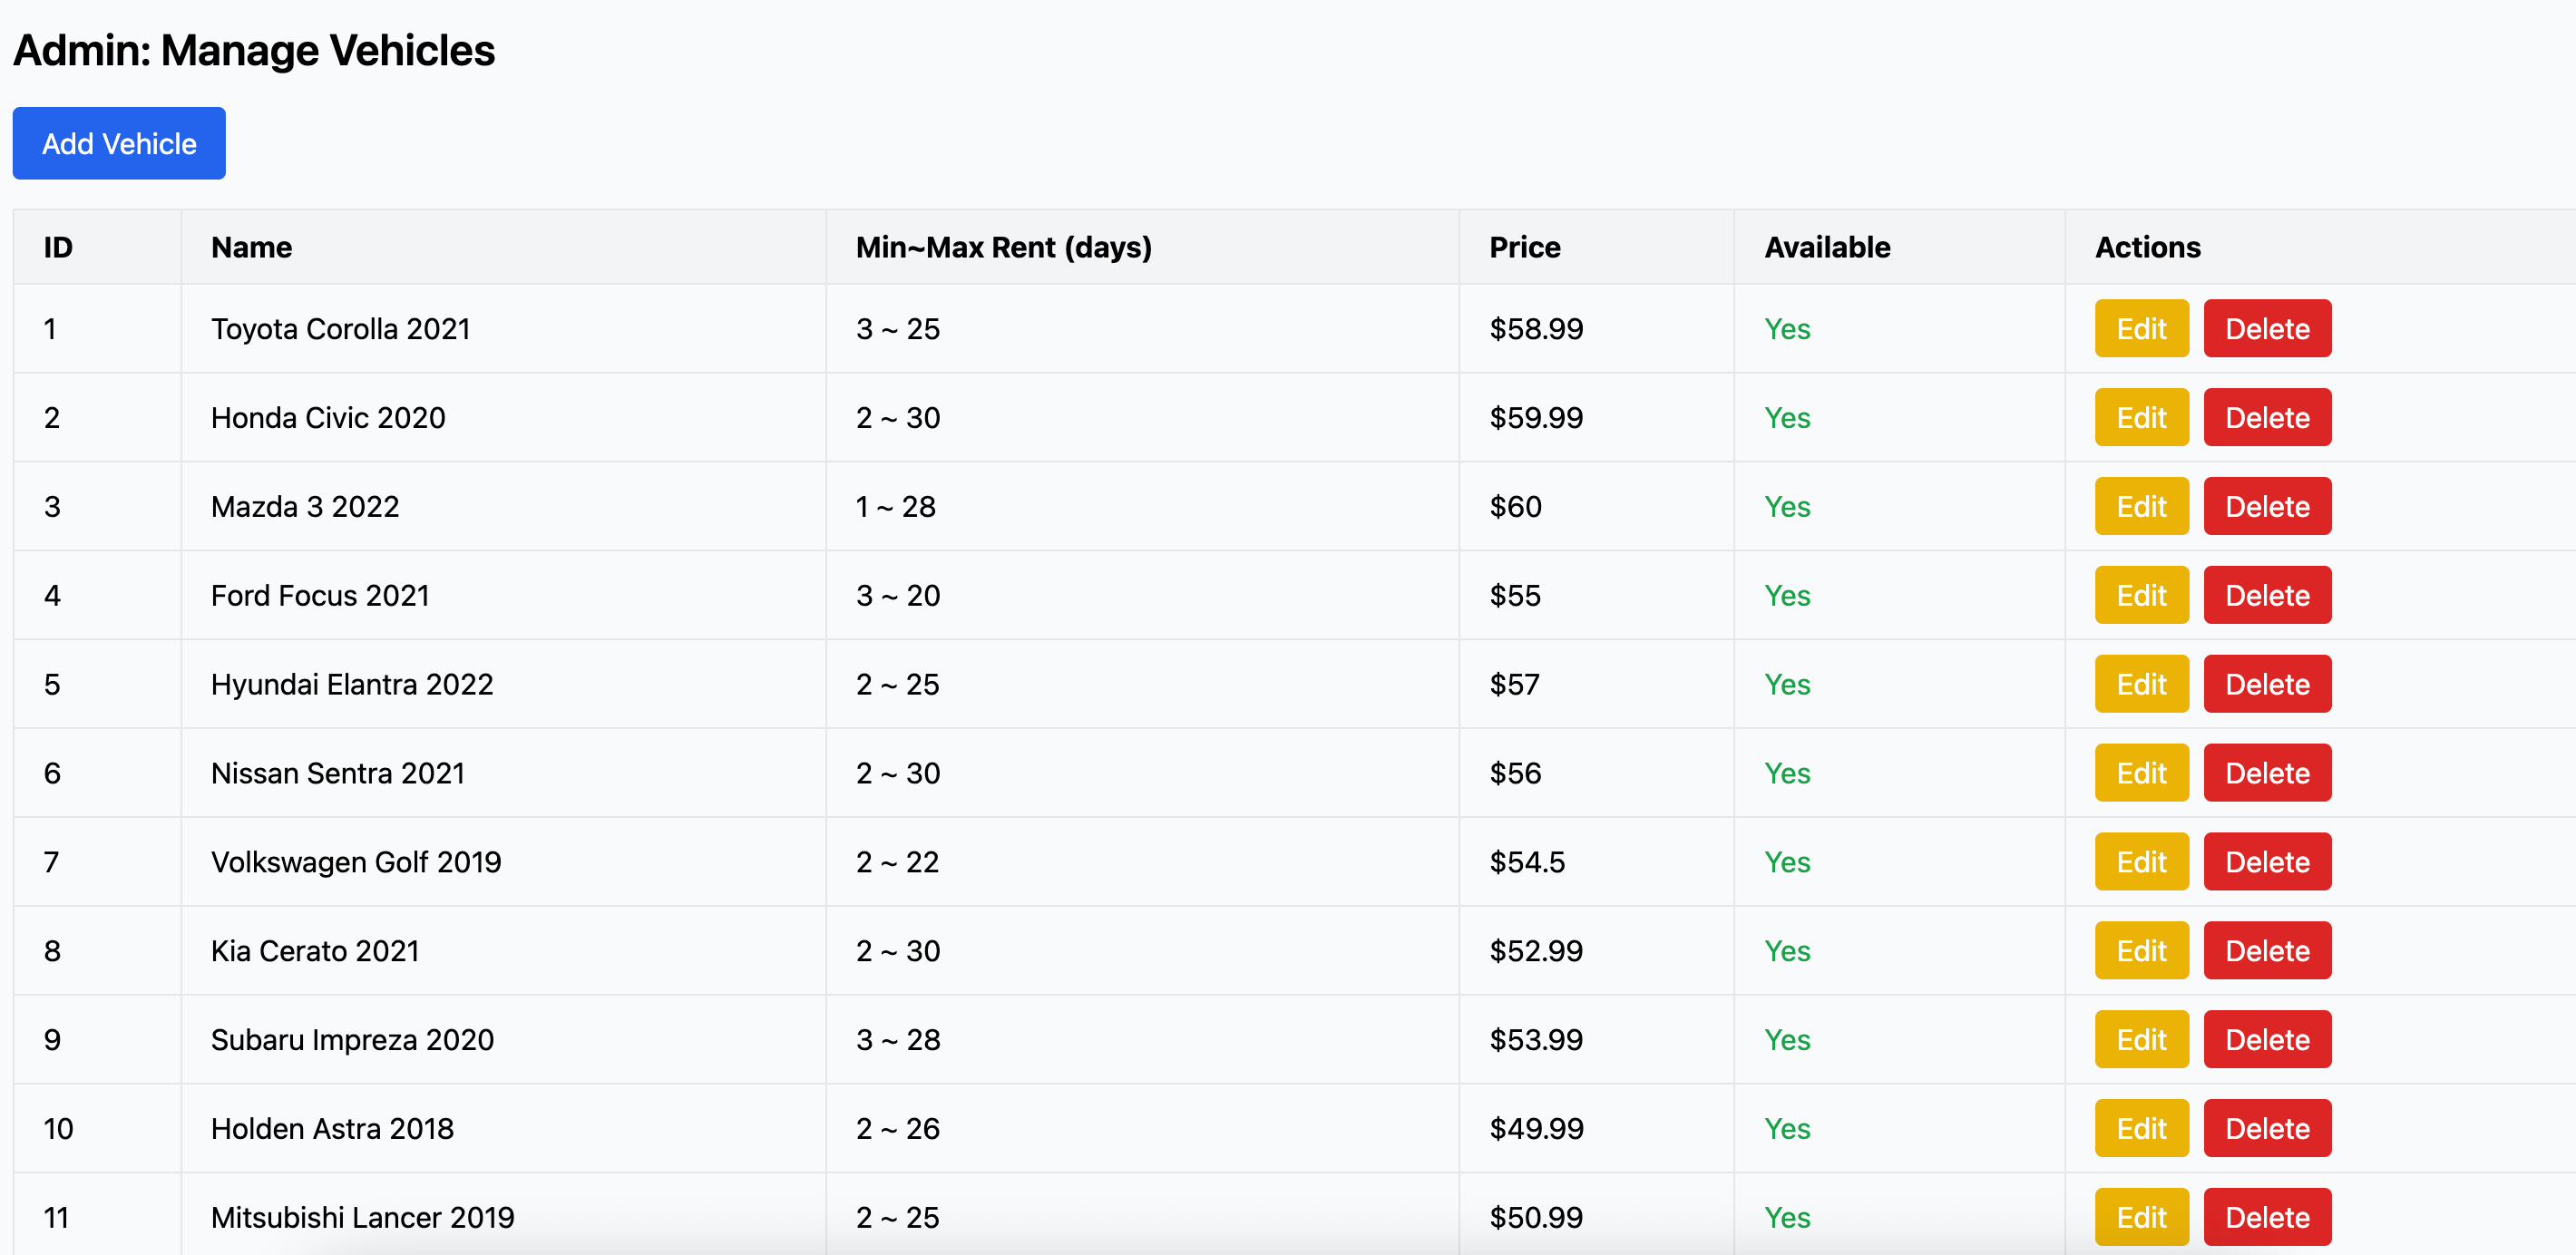 Admin: Manage Vehicles
Add Vehicle
ID Name Min~Max Rent (days) Price Available Actions
1 Toyota Corolla 2021 3 ~ 25 $58.99 Yes Edit Delete
2 Honda Civic 2020 2 ~ 30 $59.99 Yes Edit Delete
3 Mazda 3 2022 1 ~ 28 $60 Yes Edit Delete
4 Ford Focus 2021 3 ~ 20 $55 Yes Edit Delete
5 Hyundai Elantra 2022 2 ~ 25 $57 Yes Edit Delete
6 Nissan Sentra 2021 2 ~ 30 $56 Yes Edit Delete
7 Volkswagen Golf 2019 2 ~ 22 $54.5 Yes Edit Delete
8 Kia Cerato 2021 2 ~ 30 $52.99 Yes Edit Delete
9 Subaru Impreza 2020 3 ~ 28 $53.99 Yes Edit Delete
10 Holden Astra 2018 2 ~ 26 $49.99 Yes Edit Delete
11 Mitsubishi Lancer 2019 2 ~ 25 $50.99 Yes Edit Delete